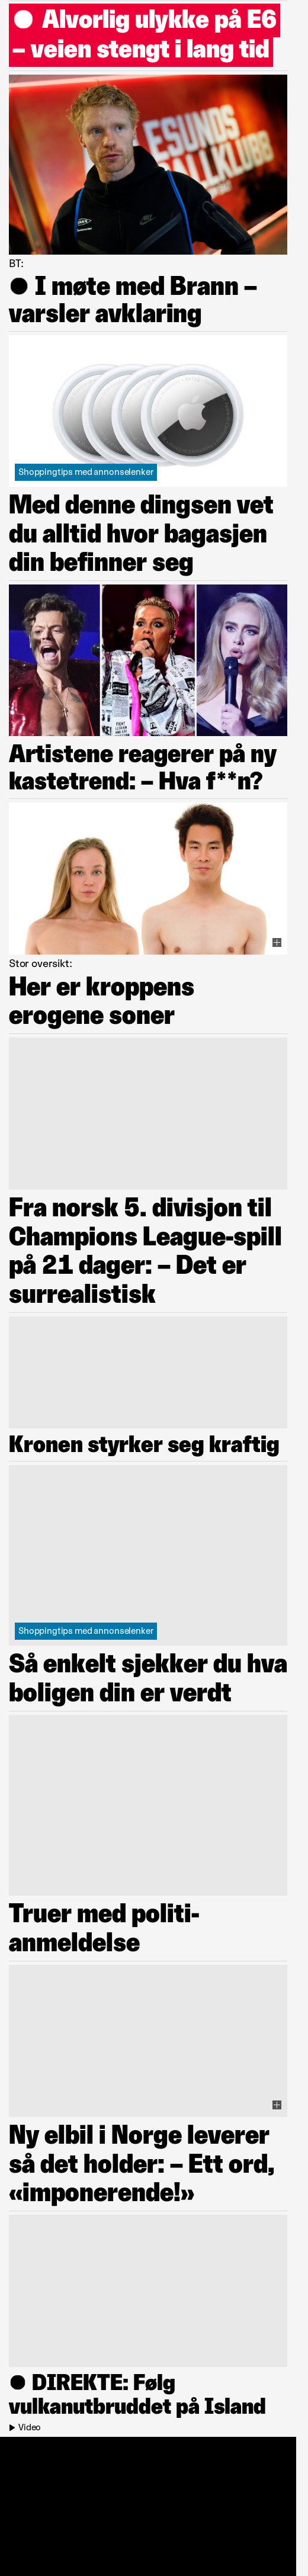 ● Alvorlig ulykke på E6
– veien stengt i lang tid
ESUNDS
ALLKLUBB
BT:
● I møte med Brann –
varsler avklaring
Shoppingtips med annonselenker
Med denne dingsen vet
du alltid hvor bagasjen
din befinner seg
Artistene reagerer på ny
kastetrend: – Hva f**n?
Stor oversikt:
Her er kroppens
erogene soner
Fra norsk 5. divisjon til
Champions League-spill
på 21 dager: – Det er
surrealistisk
Kronen styrker seg kraftig
Shoppingtips med annonselenker
Så enkelt sjekker du hva
boligen din er verdt
Truer med politi-
anmeldelse
Ny elbil i Norge leverer
så det holder: – Ett ord,
«imponerende!»
● DIREKTE: Følg
vulkanutbruddet på Island
Video